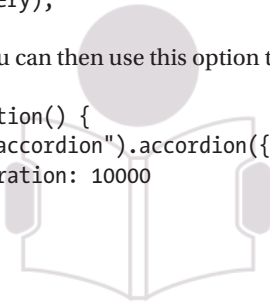 ery);
u can then use this option t
tion() {
accordion").accordion({
ration: 10000